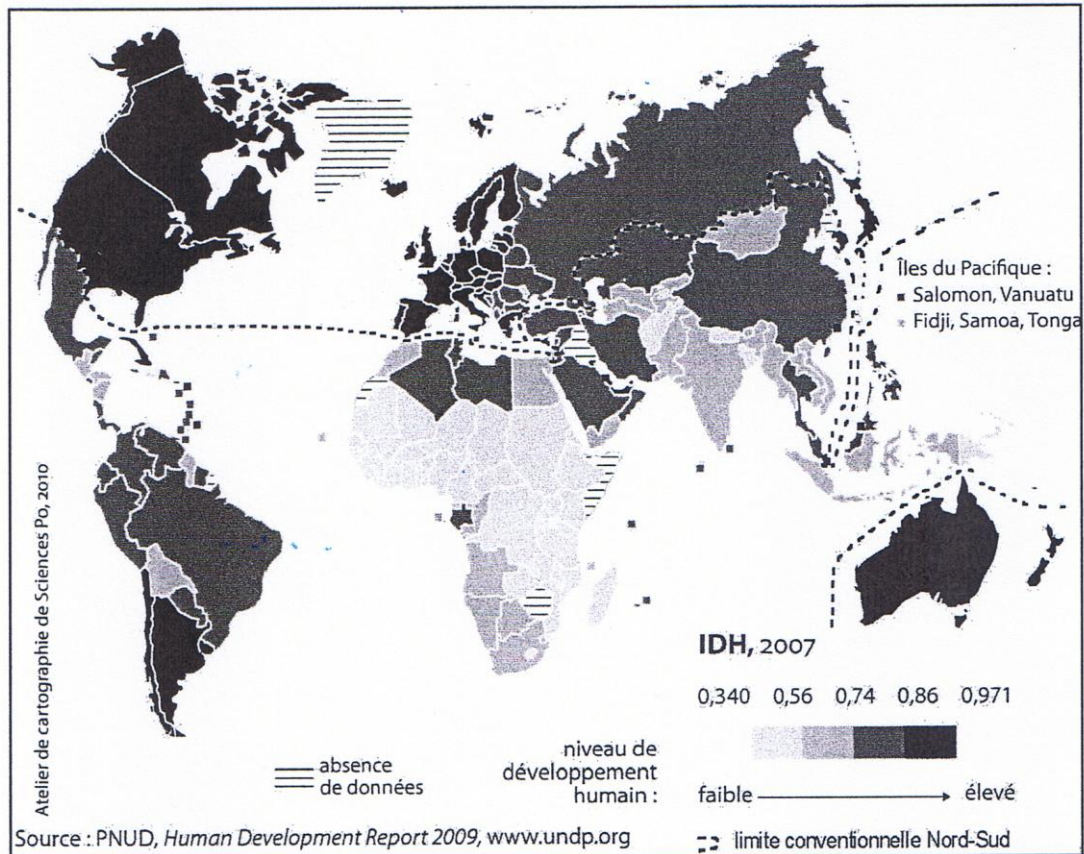 Îles du Pacifique :
Salomon, Vanuatu
Fidji, Samoa, Tonga
IDH, 2007
0,340 0,56 0,74 0,86 0,971
niveau de
développement
humain :
faible élevé
absence
de données
limite conventionnelle Nord-Sud
Atelier de cartographie de Sciences Po, 2010
Source : PNUD, Human Development Report 2009, www.undp.org